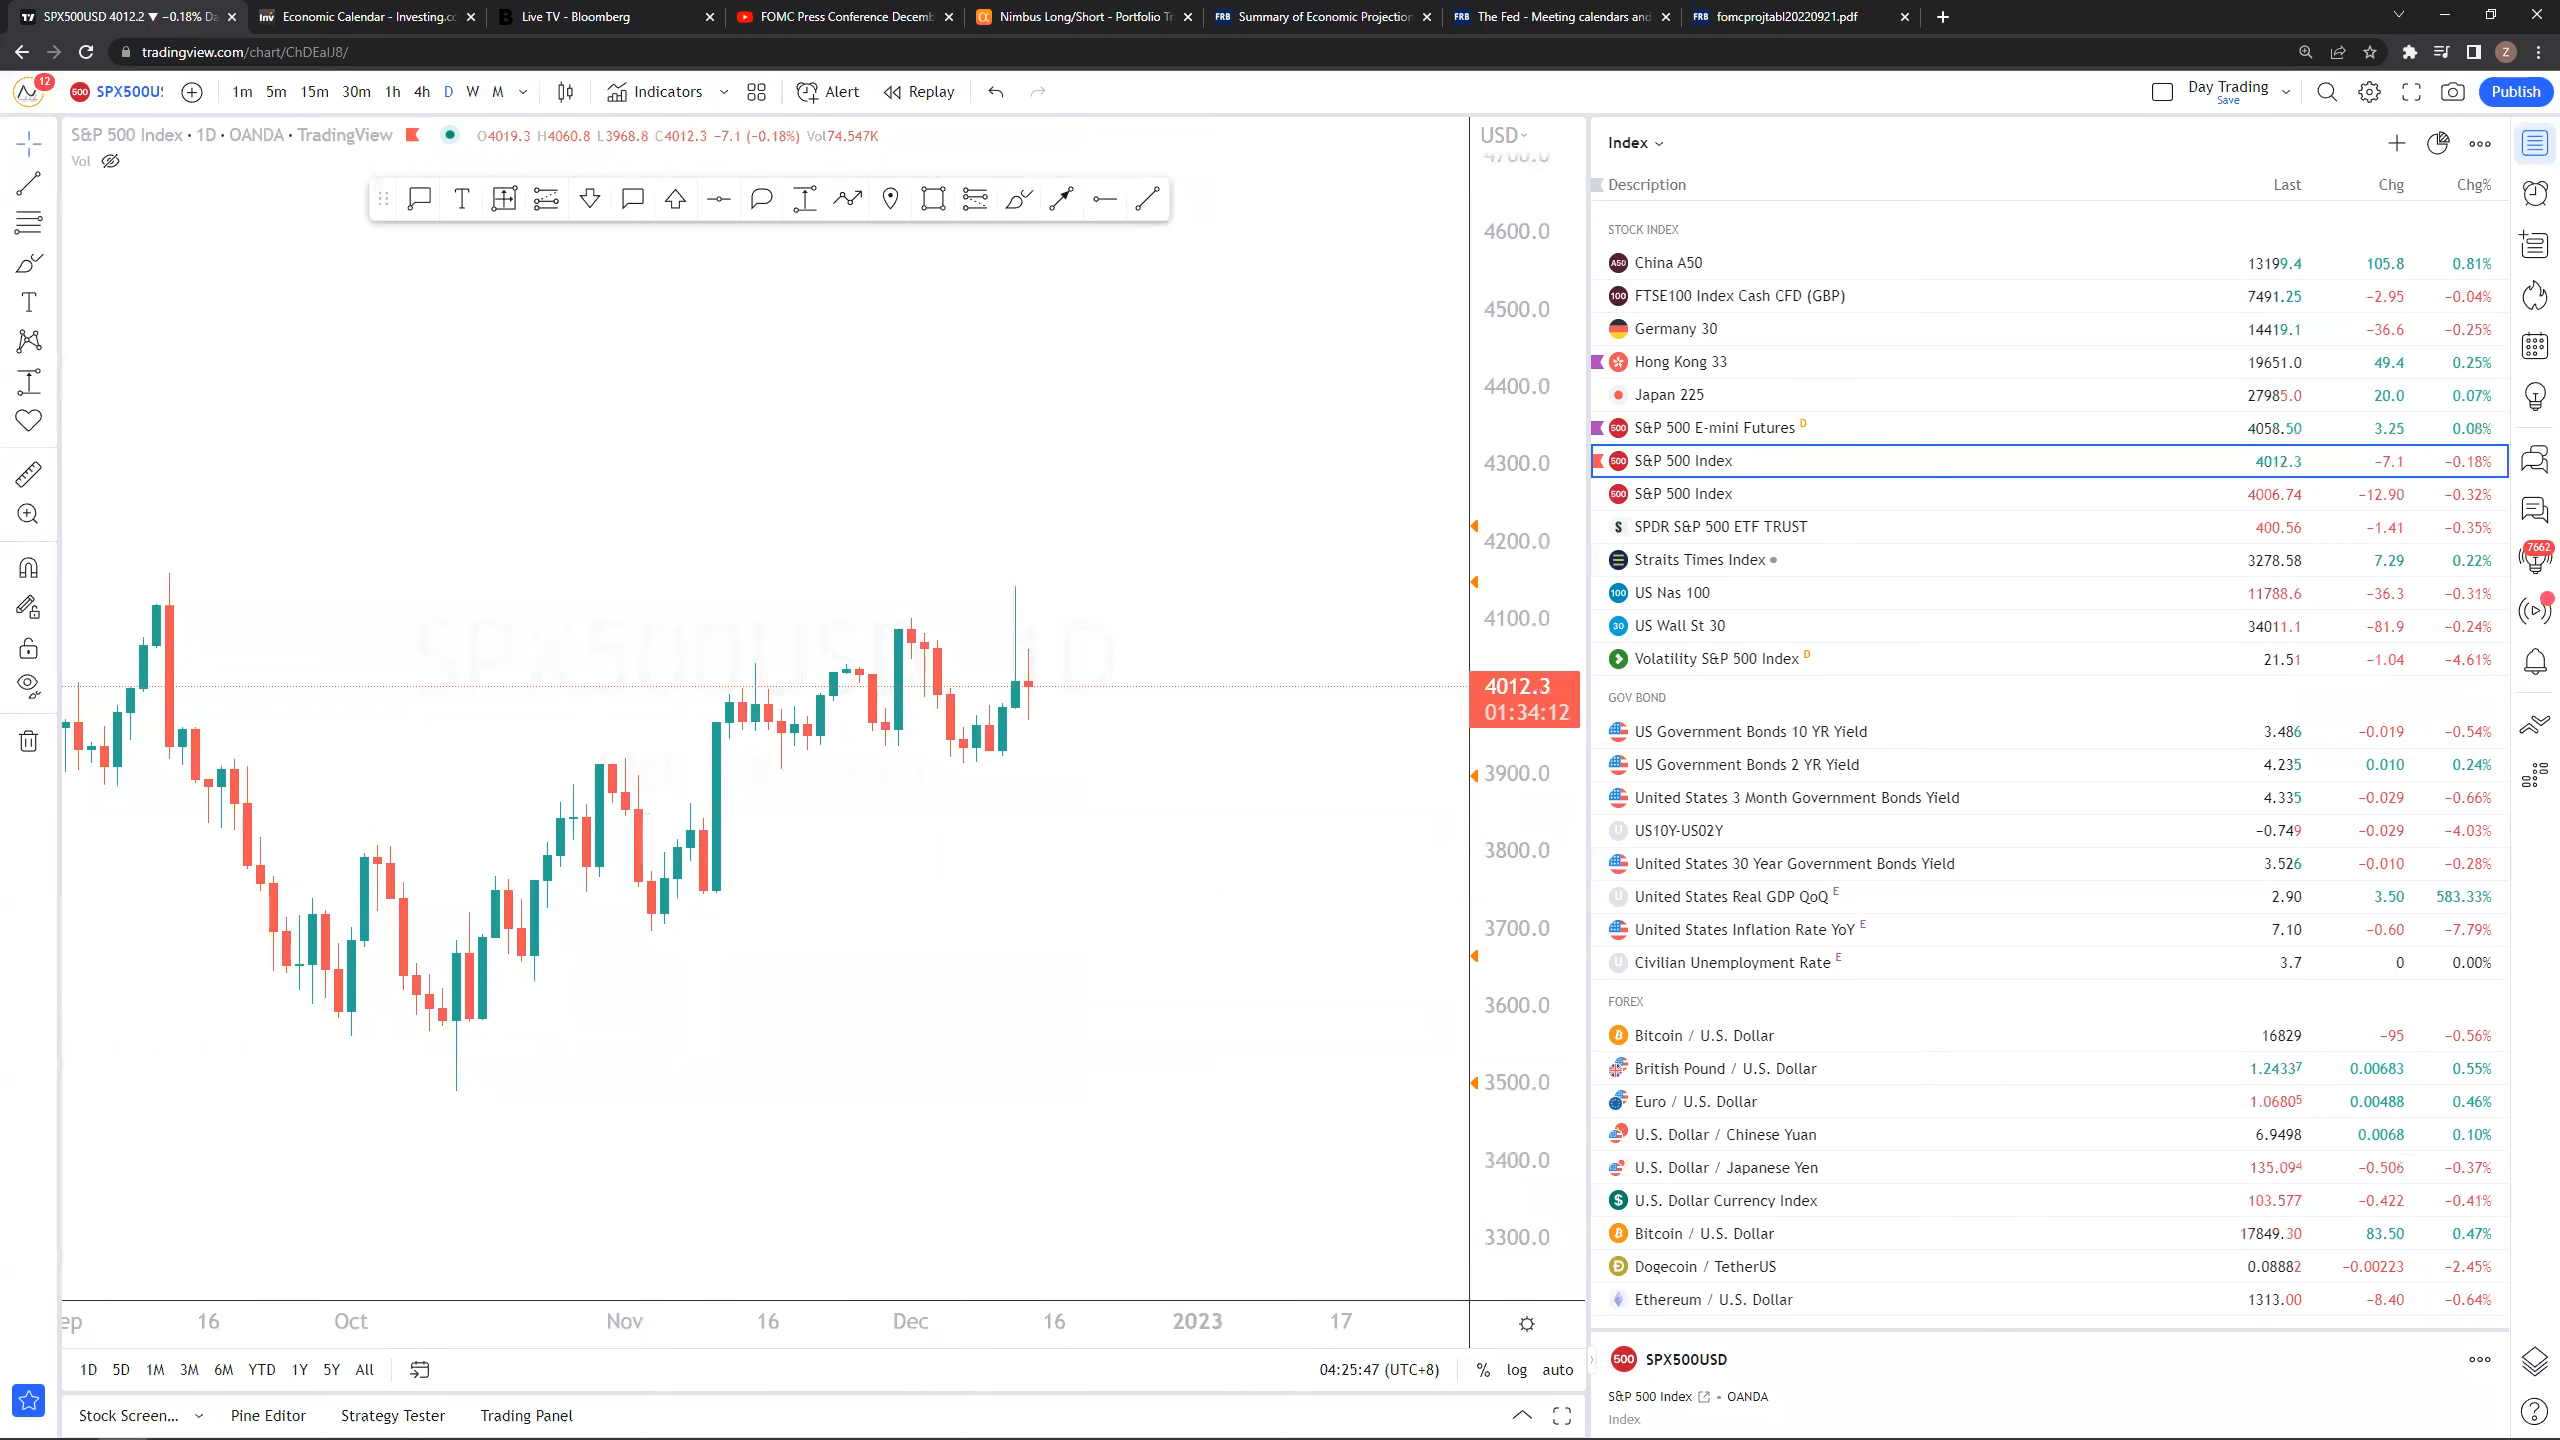 SPX500USD 4012.2 ▼ −0.18% Da
Economic Calendar - Investing.co
Live TV - Bloomberg
FOMC Press Conference Decemb
Nimbus Long/Short - Portfolio Tr
Summary of Economic Projection
The Fed - Meeting calendars and
fomcprojtabl20220921.pdf
tradingview.com/chart/ChDEaIJ8/
12
500 SPX500US
1m 5m 15m 30m 1h 4h D W M
Indicators
Alert
Replay
Day Trading
Save
Publish
S&P 500 Index · 1D · OANDA · TradingView
O4019.3 H4060.8 L3968.8 C4012.3 −7.1 (−0.18%) Vol74.547K
Vol
USD
4700.0
4600.0
4500.0
4400.0
4300.0
4200.0
4100.0
4012.3
01:34:12
3900.0
3800.0
3700.0
3600.0
3500.0
3400.0
3300.0
ep 16 Oct Nov 16 Dec 16 2023 17
1D 5D 1M 3M 6M YTD 1Y 5Y All
04:25:47 (UTC+8) % log auto
Stock Screen... Pine Editor Strategy Tester Trading Panel
Index
Description Last Chg Chg%
STOCK INDEX
China A50 13199.4 105.8 0.81%
FTSE100 Index Cash CFD (GBP) 7491.25 −2.95 −0.04%
Germany 30 14419.1 −36.6 −0.25%
Hong Kong 33 19651.0 49.4 0.25%
Japan 225 27985.0 20.0 0.07%
S&P 500 E-mini Futures D 4058.50 3.25 0.08%
S&P 500 Index 4012.3 −7.1 −0.18%
S&P 500 Index 4006.74 −12.90 −0.32%
SPDR S&P 500 ETF TRUST 400.56 −1.41 −0.35%
Straits Times Index 3278.58 7.29 0.22%
US Nas 100 11788.6 −36.3 −0.31%
US Wall St 30 34011.1 −81.9 −0.24%
Volatility S&P 500 Index D 21.51 −1.04 −4.61%
GOV BOND
US Government Bonds 10 YR Yield 3.486 −0.019 −0.54%
US Government Bonds 2 YR Yield 4.235 0.010 0.24%
United States 3 Month Government Bonds Yield 4.335 −0.029 −0.66%
US10Y-US02Y −0.749 −0.029 −4.03%
United States 30 Year Government Bonds Yield 3.526 −0.010 −0.28%
United States Real GDP QoQ E 2.90 3.50 583.33%
United States Inflation Rate YoY E 7.10 −0.60 −7.79%
Civilian Unemployment Rate E 3.7 0 0.00%
FOREX
Bitcoin / U.S. Dollar 16829 −95 −0.56%
British Pound / U.S. Dollar 1.24337 0.00683 0.55%
Euro / U.S. Dollar 1.06805 0.00488 0.46%
U.S. Dollar / Chinese Yuan 6.9498 0.0068 0.10%
U.S. Dollar / Japanese Yen 135.094 −0.506 −0.37%
U.S. Dollar Currency Index 103.577 −0.422 −0.41%
Bitcoin / U.S. Dollar 17849.30 83.50 0.47%
Dogecoin / TetherUS 0.08882 −0.00223 −2.45%
Ethereum / U.S. Dollar 1313.00 −8.40 −0.64%
500 SPX500USD
S&P 500 Index · OANDA
Index
7662